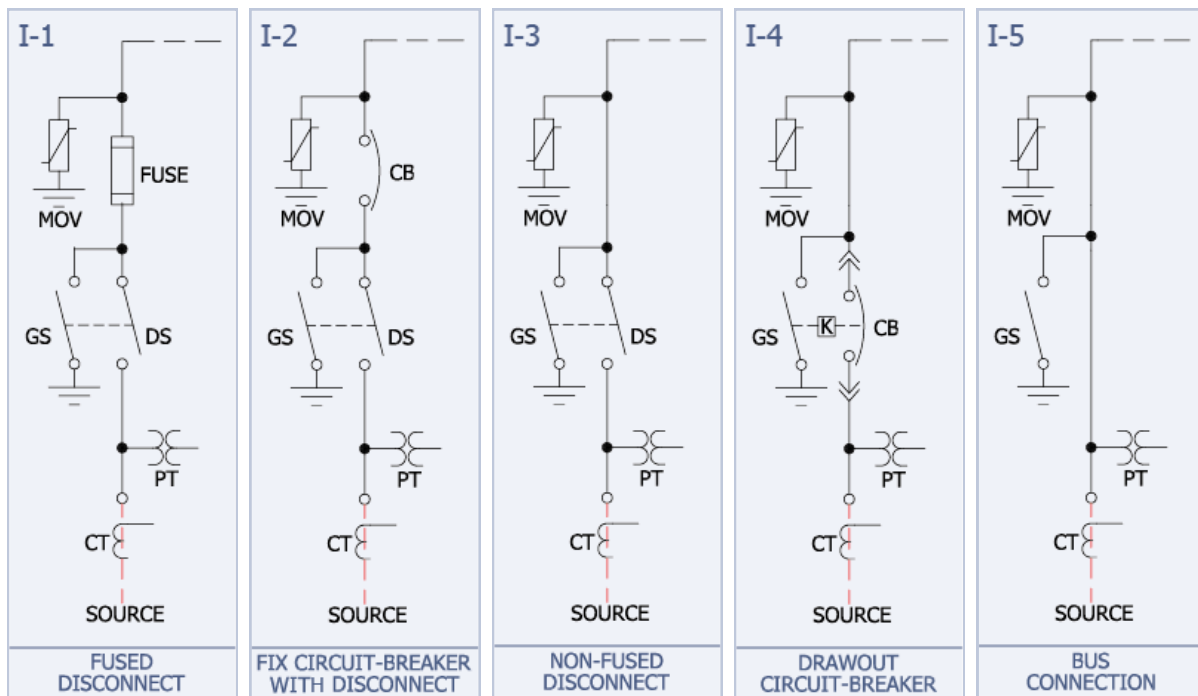 I-1
FUSE
MOV
GS
DS
PT
CT
SOURCE
FUSED
DISCONNECT
I-2
CB
MOV
GS
DS
PT
CT
SOURCE
FIX CIRCUIT-BREAKER
WITH DISCONNECT
I-3
MOV
GS
DS
PT
CT
SOURCE
NON-FUSED
DISCONNECT
I-4
MOV
GS
K
CB
PT
CT
SOURCE
DRAWOUT
CIRCUIT-BREAKER
I-5
MOV
GS
PT
CT
SOURCE
BUS
CONNECTION